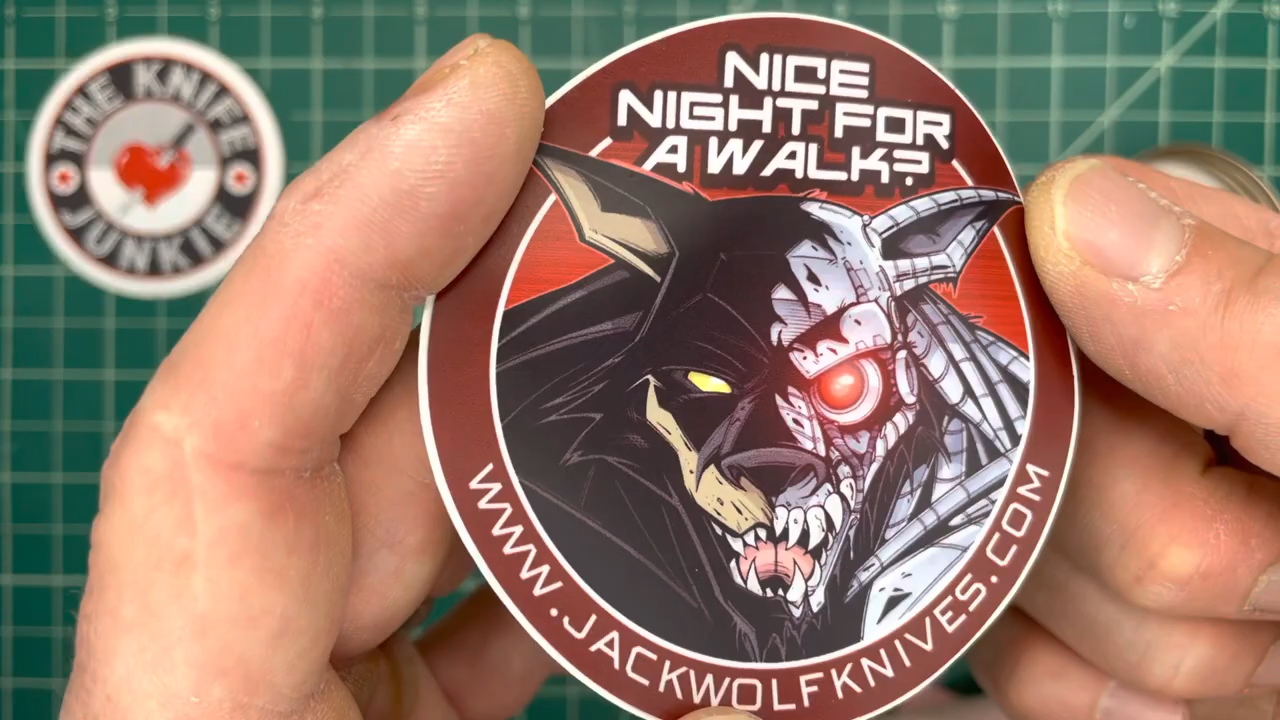 THE KNIFE
JUNKIE
NICE
NIGHT FOR
A WALK?
WWW.JACKWOLFKNIVES.COM